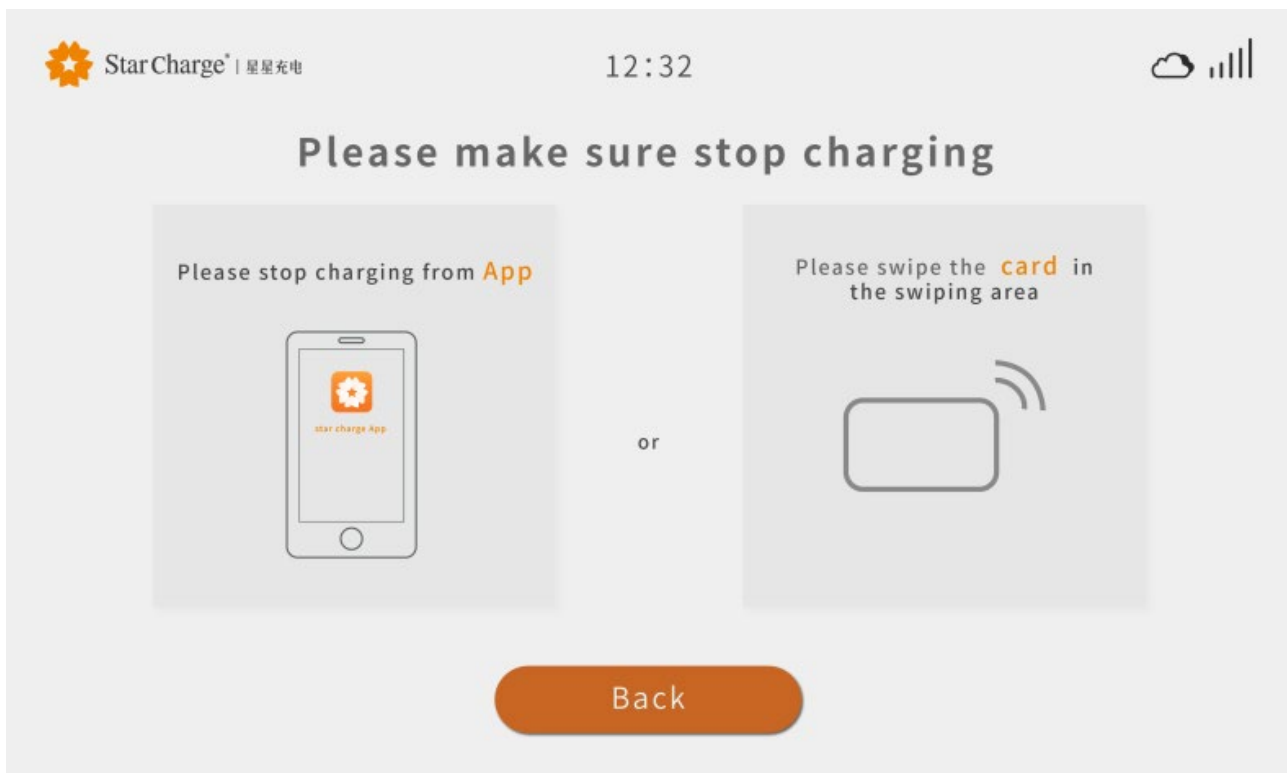 StarCharge® | 星星充电
12:32
Please make sure stop charging
Please stop charging from App
star charge App
or
Please swipe the card in
the swiping area
Back